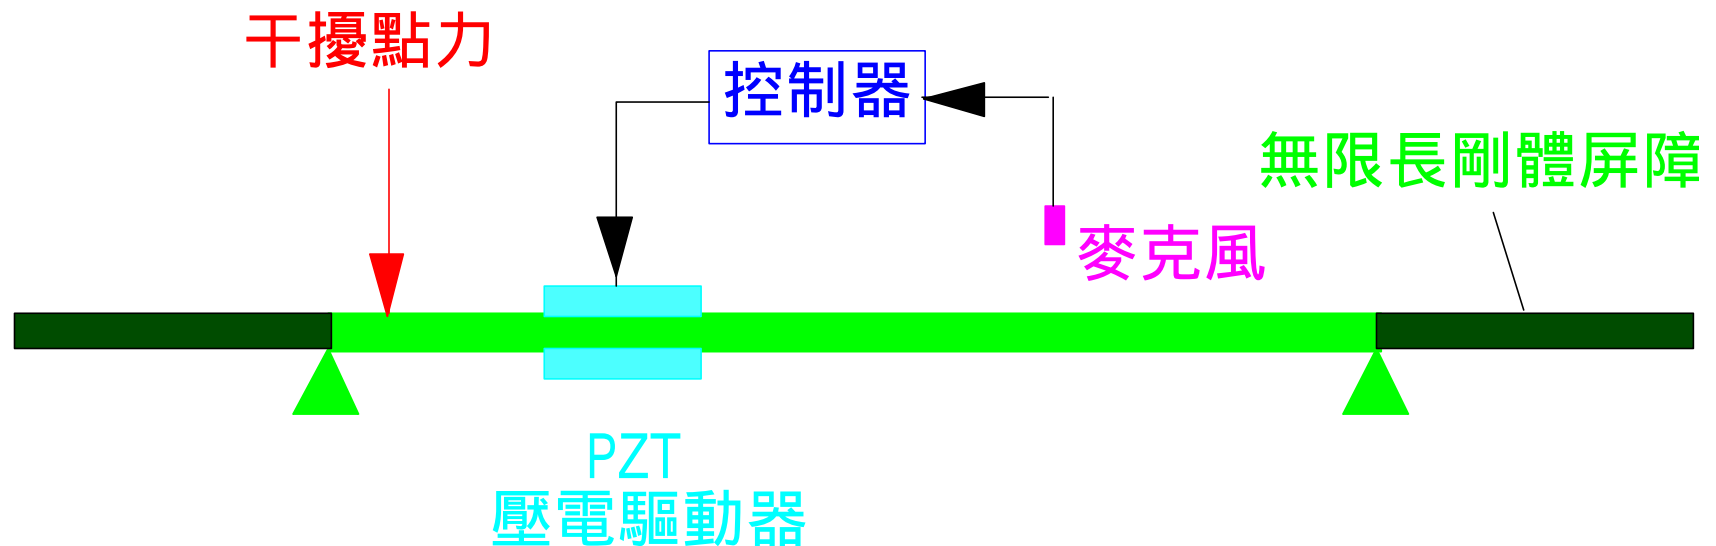 干擾點力
控制器
無限長剛體屏障
麥克風
PZT
壓電驅動器